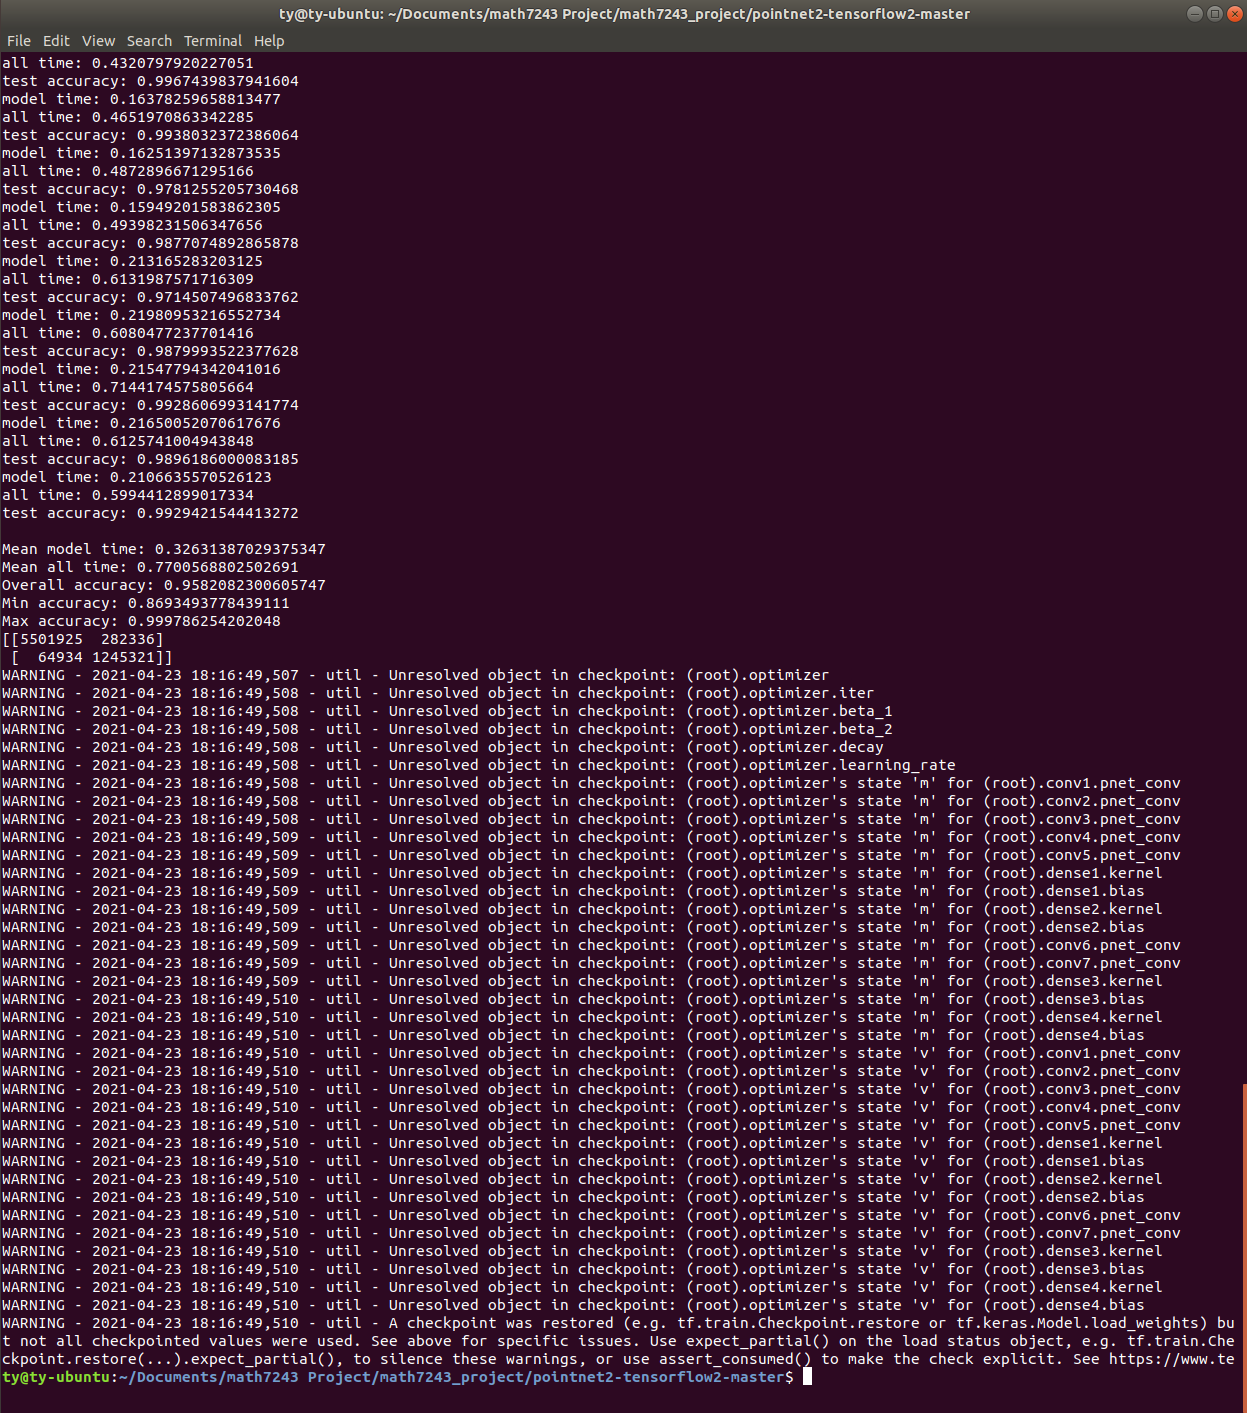 ty@ty-ubuntu: ~/Documents/math7243 Project/math7243_project/pointnet2-tensorflow2-master
File Edit View Search Terminal Help
all time: 0.4320797920227051
test accuracy: 0.9967439837941604
model time: 0.16378259658813477
all time: 0.4651970863342285
test accuracy: 0.9938032372386064
model time: 0.16251397132873535
all time: 0.4872896671295166
test accuracy: 0.9781255205730468
model time: 0.15949201583862305
all time: 0.49398231506347656
test accuracy: 0.9877074892865878
model time: 0.213165283203125
all time: 0.6131987571716309
test accuracy: 0.9714507496833762
model time: 0.21980953216552734
all time: 0.6080477237701416
test accuracy: 0.9879993522377628
model time: 0.21547794342041016
all time: 0.7144174575805664
test accuracy: 0.9928606993141774
model time: 0.21650052070617676
all time: 0.6125741004943848
test accuracy: 0.9896186000083185
model time: 0.2106635570526123
all time: 0.5994412899017334
test accuracy: 0.9929421544413272
Mean model time: 0.32631387029375347
Mean all time: 0.7700568802502691
Overall accuracy: 0.9582082300605747
Min accuracy: 0.8693493778439111
Max accuracy: 0.999786254202048
[[5501925  282336]
 [  64934 1245321]]
WARNING - 2021-04-23 18:16:49,507 - util - Unresolved object in checkpoint: (root).optimizer
WARNING - 2021-04-23 18:16:49,508 - util - Unresolved object in checkpoint: (root).optimizer.iter
WARNING - 2021-04-23 18:16:49,508 - util - Unresolved object in checkpoint: (root).optimizer.beta_1
WARNING - 2021-04-23 18:16:49,508 - util - Unresolved object in checkpoint: (root).optimizer.beta_2
WARNING - 2021-04-23 18:16:49,508 - util - Unresolved object in checkpoint: (root).optimizer.decay
WARNING - 2021-04-23 18:16:49,508 - util - Unresolved object in checkpoint: (root).optimizer.learning_rate
WARNING - 2021-04-23 18:16:49,508 - util - Unresolved object in checkpoint: (root).optimizer's state 'm' for (root).conv1.pnet_conv
WARNING - 2021-04-23 18:16:49,508 - util - Unresolved object in checkpoint: (root).optimizer's state 'm' for (root).conv2.pnet_conv
WARNING - 2021-04-23 18:16:49,508 - util - Unresolved object in checkpoint: (root).optimizer's state 'm' for (root).conv3.pnet_conv
WARNING - 2021-04-23 18:16:49,509 - util - Unresolved object in checkpoint: (root).optimizer's state 'm' for (root).conv4.pnet_conv
WARNING - 2021-04-23 18:16:49,509 - util - Unresolved object in checkpoint: (root).optimizer's state 'm' for (root).conv5.pnet_conv
WARNING - 2021-04-23 18:16:49,509 - util - Unresolved object in checkpoint: (root).optimizer's state 'm' for (root).dense1.kernel
WARNING - 2021-04-23 18:16:49,509 - util - Unresolved object in checkpoint: (root).optimizer's state 'm' for (root).dense1.bias
WARNING - 2021-04-23 18:16:49,509 - util - Unresolved object in checkpoint: (root).optimizer's state 'm' for (root).dense2.kernel
WARNING - 2021-04-23 18:16:49,509 - util - Unresolved object in checkpoint: (root).optimizer's state 'm' for (root).dense2.bias
WARNING - 2021-04-23 18:16:49,509 - util - Unresolved object in checkpoint: (root).optimizer's state 'm' for (root).conv6.pnet_conv
WARNING - 2021-04-23 18:16:49,509 - util - Unresolved object in checkpoint: (root).optimizer's state 'm' for (root).conv7.pnet_conv
WARNING - 2021-04-23 18:16:49,509 - util - Unresolved object in checkpoint: (root).optimizer's state 'm' for (root).dense3.kernel
WARNING - 2021-04-23 18:16:49,510 - util - Unresolved object in checkpoint: (root).optimizer's state 'm' for (root).dense3.bias
WARNING - 2021-04-23 18:16:49,510 - util - Unresolved object in checkpoint: (root).optimizer's state 'm' for (root).dense4.kernel
WARNING - 2021-04-23 18:16:49,510 - util - Unresolved object in checkpoint: (root).optimizer's state 'm' for (root).dense4.bias
WARNING - 2021-04-23 18:16:49,510 - util - Unresolved object in checkpoint: (root).optimizer's state 'v' for (root).conv1.pnet_conv
WARNING - 2021-04-23 18:16:49,510 - util - Unresolved object in checkpoint: (root).optimizer's state 'v' for (root).conv2.pnet_conv
WARNING - 2021-04-23 18:16:49,510 - util - Unresolved object in checkpoint: (root).optimizer's state 'v' for (root).conv3.pnet_conv
WARNING - 2021-04-23 18:16:49,510 - util - Unresolved object in checkpoint: (root).optimizer's state 'v' for (root).conv4.pnet_conv
WARNING - 2021-04-23 18:16:49,510 - util - Unresolved object in checkpoint: (root).optimizer's state 'v' for (root).conv5.pnet_conv
WARNING - 2021-04-23 18:16:49,510 - util - Unresolved object in checkpoint: (root).optimizer's state 'v' for (root).dense1.kernel
WARNING - 2021-04-23 18:16:49,510 - util - Unresolved object in checkpoint: (root).optimizer's state 'v' for (root).dense1.bias
WARNING - 2021-04-23 18:16:49,510 - util - Unresolved object in checkpoint: (root).optimizer's state 'v' for (root).dense2.kernel
WARNING - 2021-04-23 18:16:49,510 - util - Unresolved object in checkpoint: (root).optimizer's state 'v' for (root).dense2.bias
WARNING - 2021-04-23 18:16:49,510 - util - Unresolved object in checkpoint: (root).optimizer's state 'v' for (root).conv6.pnet_conv
WARNING - 2021-04-23 18:16:49,510 - util - Unresolved object in checkpoint: (root).optimizer's state 'v' for (root).conv7.pnet_conv
WARNING - 2021-04-23 18:16:49,510 - util - Unresolved object in checkpoint: (root).optimizer's state 'v' for (root).dense3.kernel
WARNING - 2021-04-23 18:16:49,510 - util - Unresolved object in checkpoint: (root).optimizer's state 'v' for (root).dense3.bias
WARNING - 2021-04-23 18:16:49,510 - util - Unresolved object in checkpoint: (root).optimizer's state 'v' for (root).dense4.kernel
WARNING - 2021-04-23 18:16:49,510 - util - Unresolved object in checkpoint: (root).optimizer's state 'v' for (root).dense4.bias
WARNING - 2021-04-23 18:16:49,510 - util - A checkpoint was restored (e.g. tf.train.Checkpoint.restore or tf.keras.Model.load_weights) bu
t not all checkpointed values were used. See above for specific issues. Use expect_partial() on the load status object, e.g. tf.train.Che
ckpoint.restore(...).expect_partial(), to silence these warnings, or use assert_consumed() to make the check explicit. See https://www.te
ty@ty-ubuntu:~/Documents/math7243 Project/math7243_project/pointnet2-tensorflow2-master$